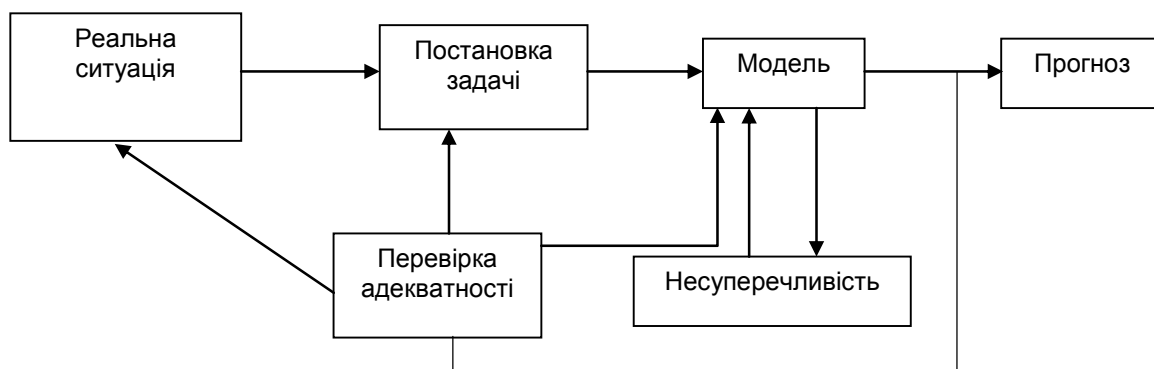 Реальна
ситуація
Постановка
задачі
Модель
Прогноз
Перевірка
адекватності
Несуперечливість